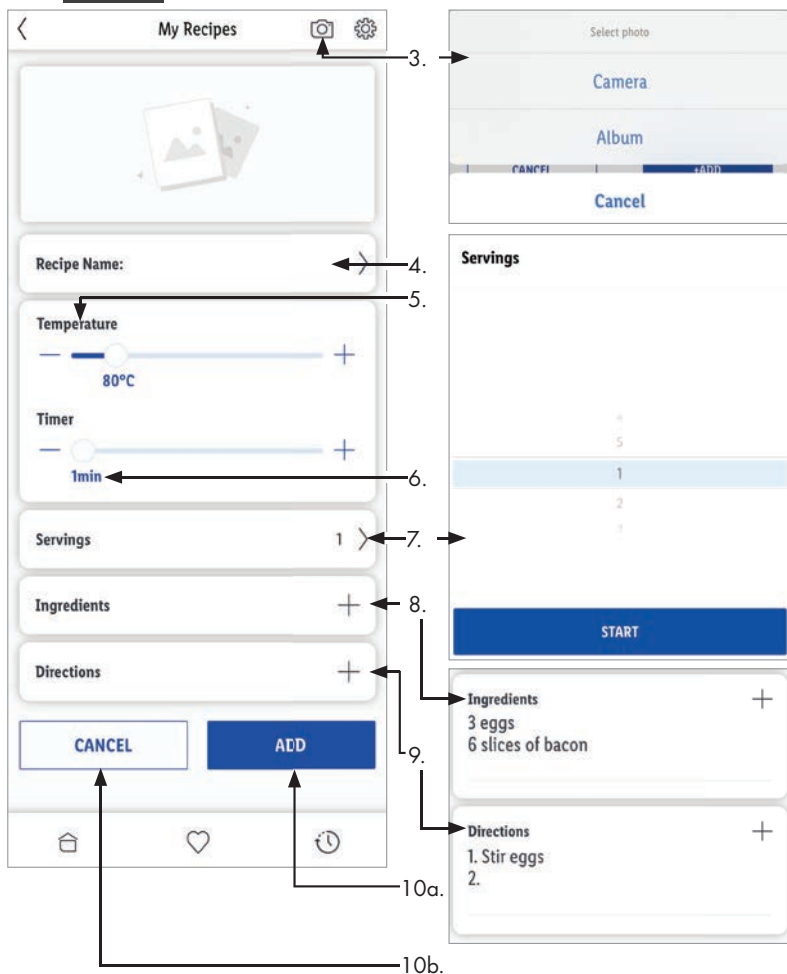 My Recipes
Recipe Name:
Temperature
80°C
Timer
1min
Servings
1
Ingredients
Directions
CANCEL
ADD
3.
4.
5.
6.
7.
8.
9.
10a.
10b.
Select photo
Camera
Album
CANCEL
+ADD
Cancel
Servings
5
1
2
START
Ingredients
3 eggs
6 slices of bacon
Directions
1. Stir eggs
2.